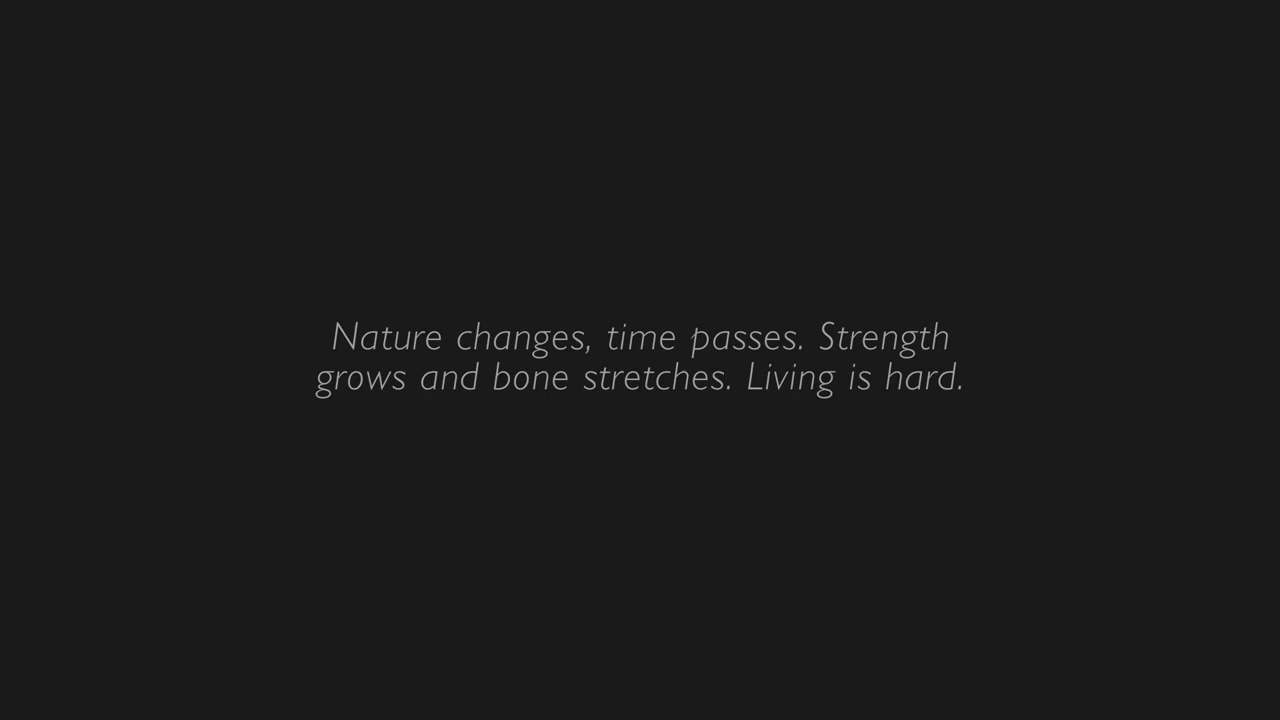 Nature changes, time passes. Strength
grows and bone stretches. Living is hard.